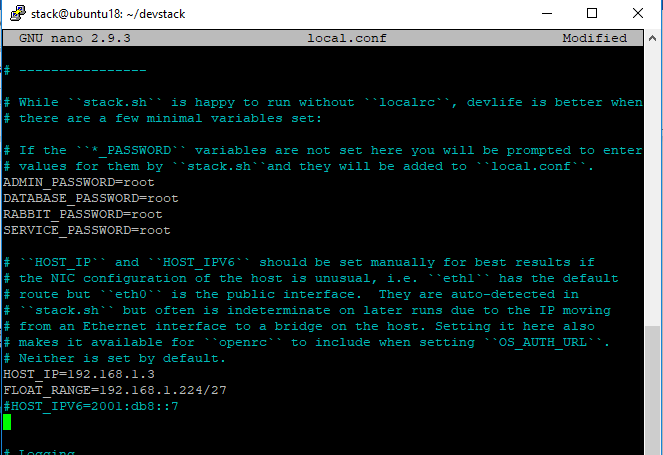 stack@ubuntu18: ~/devstack
GNU nano 2.9.3 local.conf Modified
# ----------------
# While ``stack.sh`` is happy to run without ``localrc``, devlife is better when
# there are a few minimal variables set:
# If the ``*_PASSWORD`` variables are not set here you will be prompted to enter
# values for them by ``stack.sh``and they will be added to ``local.conf``.
ADMIN_PASSWORD=root
DATABASE_PASSWORD=root
RABBIT_PASSWORD=root
SERVICE_PASSWORD=root
# ``HOST_IP`` and ``HOST_IPV6`` should be set manually for best results if
# the NIC configuration of the host is unusual, i.e. ``eth1`` has the default
# route but ``eth0`` is the public interface.  They are auto-detected in
# ``stack.sh`` but often is indeterminate on later runs due to the IP moving
# from an Ethernet interface to a bridge on the host. Setting it here also
# makes it available for ``openrc`` to include when setting ``OS_AUTH_URL``.
# Neither is set by default.
HOST_IP=192.168.1.3
FLOAT_RANGE=192.168.1.224/27
#HOST_IPV6=2001:db8::7
# Logging